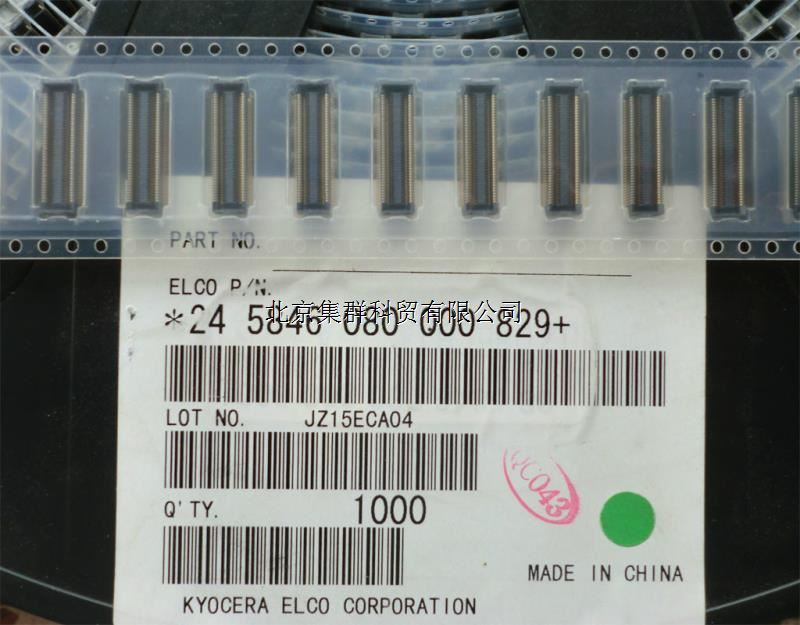 PART NO.
ELCO P/N.
北京集群科贸有限公司
*24 5846 080 000 829+
LOT NO. JZ15ECA04
QC043
Q'TY. 1000
MADE IN CHINA
KYOCERA ELCO CORPORATION